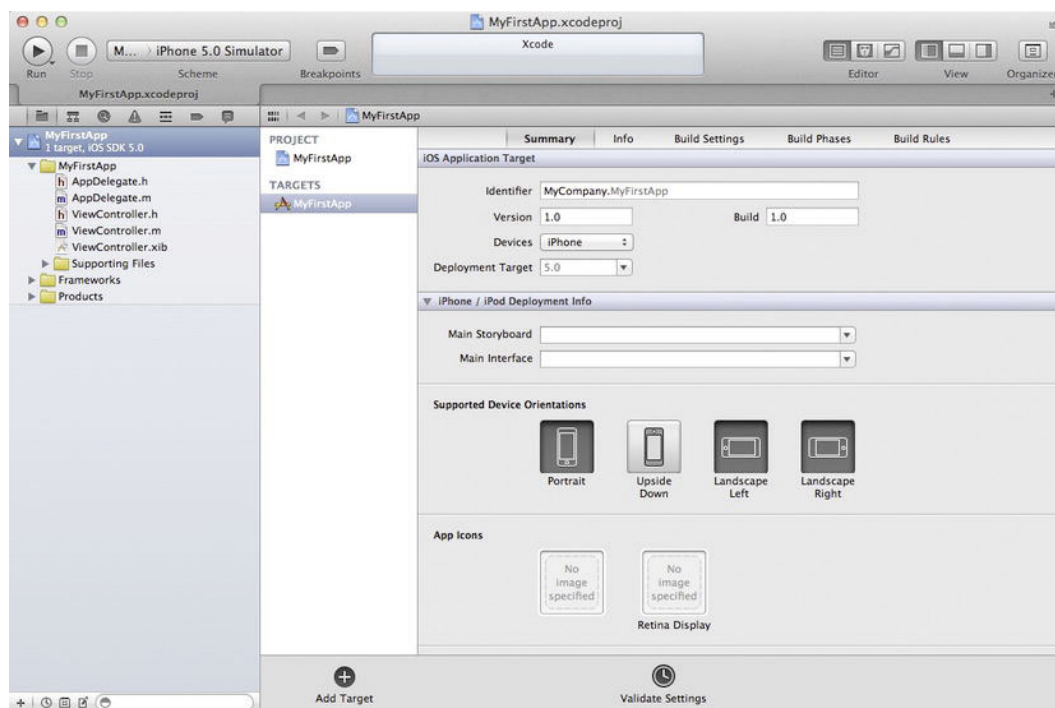 MyFirstApp.xcodeproj
M... › iPhone 5.0 Simulator
Xcode
Run Stop Scheme Breakpoints Editor View Organizer
MyFirstApp.xcodeproj
MyFirstApp
MyFirstApp
1 target, iOS SDK 5.0
MyFirstApp
h AppDelegate.h
m AppDelegate.m
h ViewController.h
m ViewController.m
ViewController.xib
Supporting Files
Frameworks
Products
PROJECT
MyFirstApp
TARGETS
MyFirstApp
Summary Info Build Settings Build Phases Build Rules
iOS Application Target
Identifier MyCompany.MyFirstApp
Version 1.0 Build 1.0
Devices iPhone
Deployment Target 5.0
iPhone / iPod Deployment Info
Main Storyboard
Main Interface
Supported Device Orientations
Portrait Upside Landscape Landscape
Down Left Right
App Icons
No No
image image
specified specified
Retina Display
Add Target Validate Settings